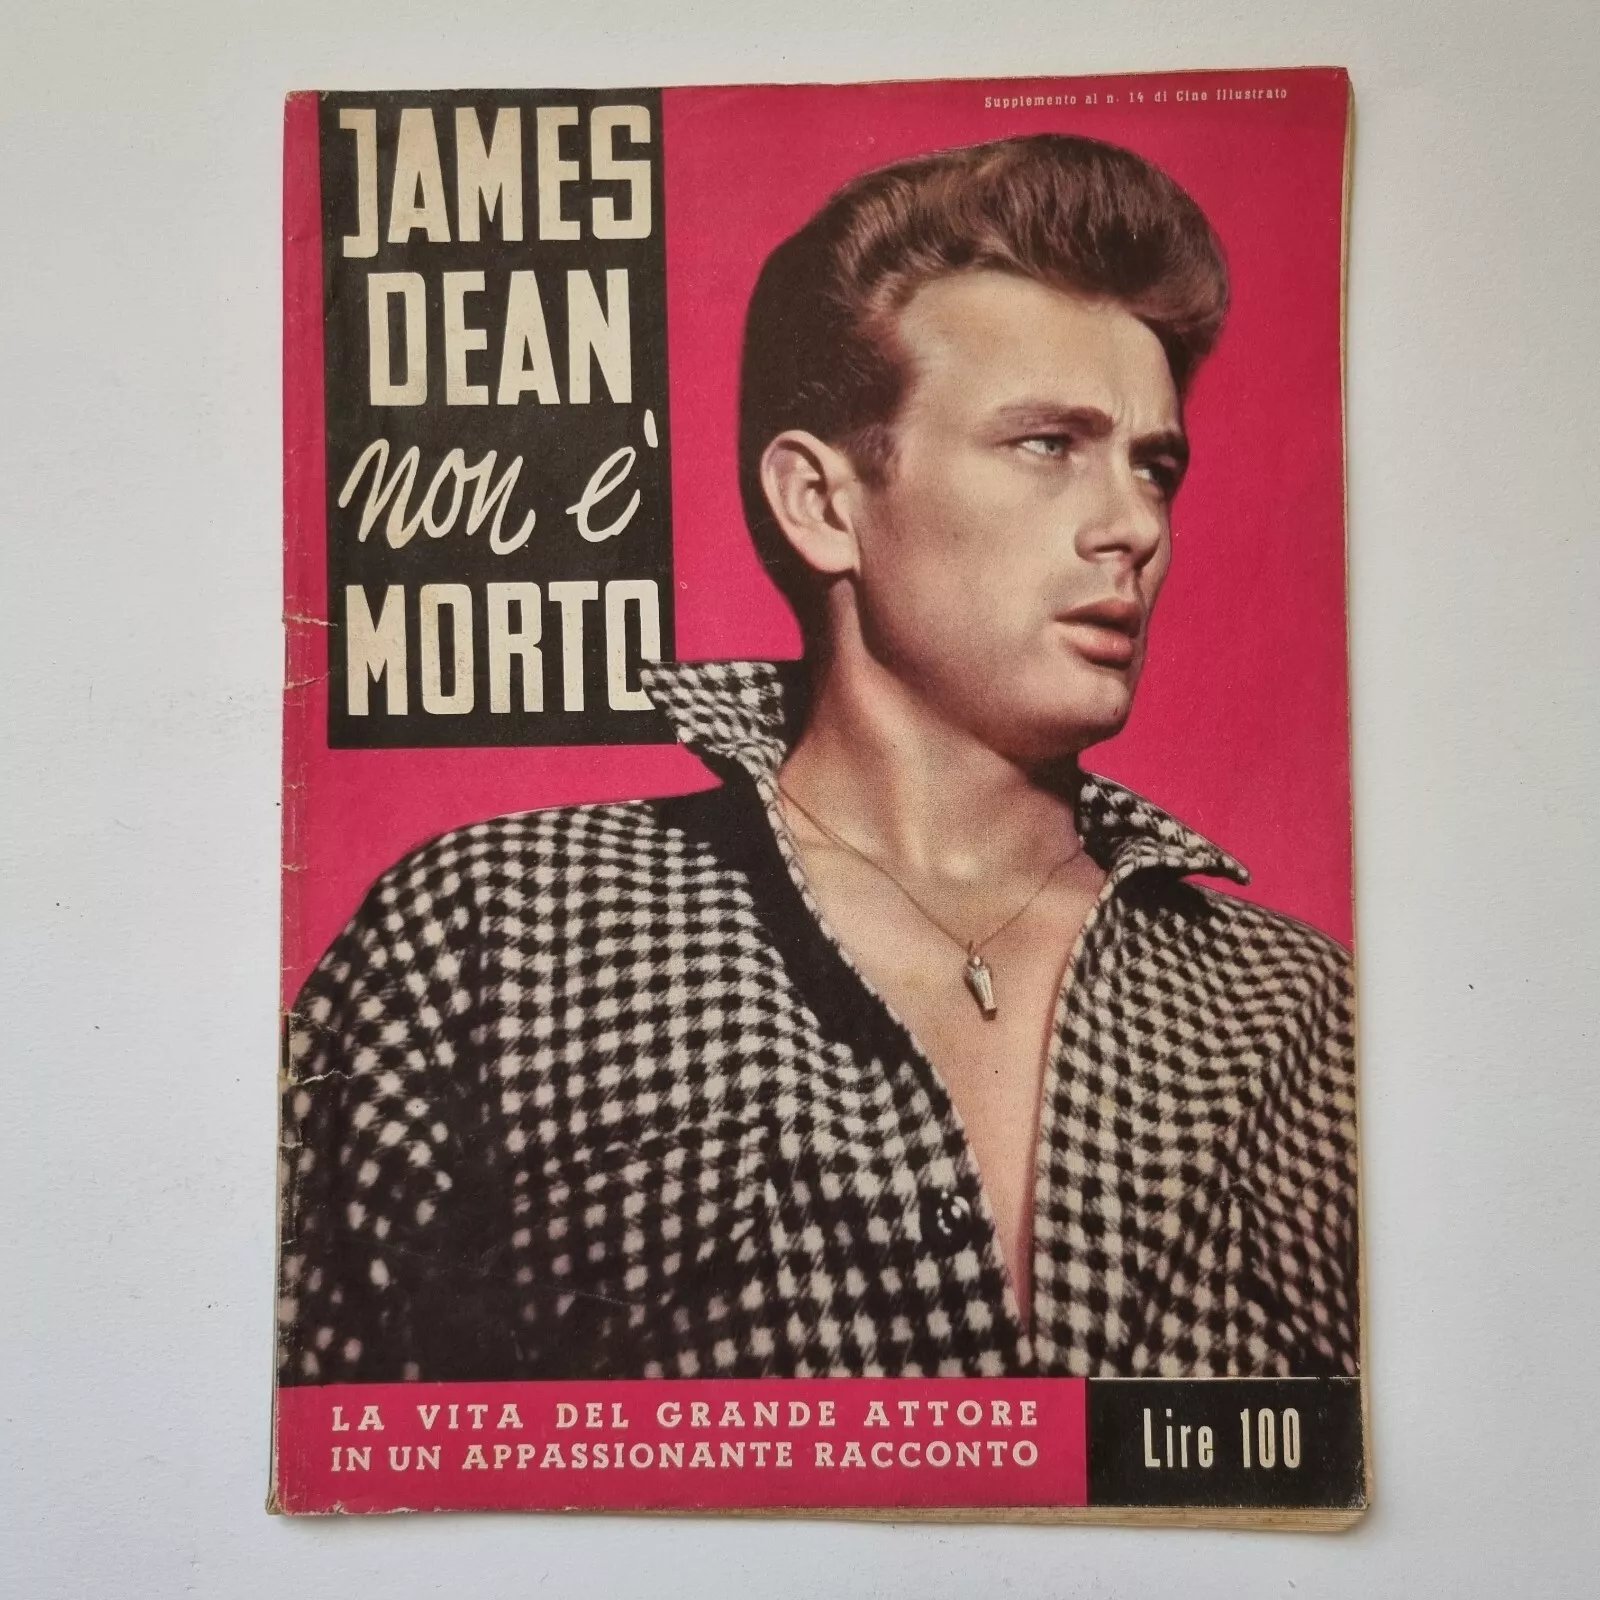 Supplemento al n. 14 di Cine Illustrato
JAMES
DEAN
non è
MORTO
LA VITA DEL GRANDE ATTORE
IN UN APPASSIONANTE RACCONTO
Lire 100